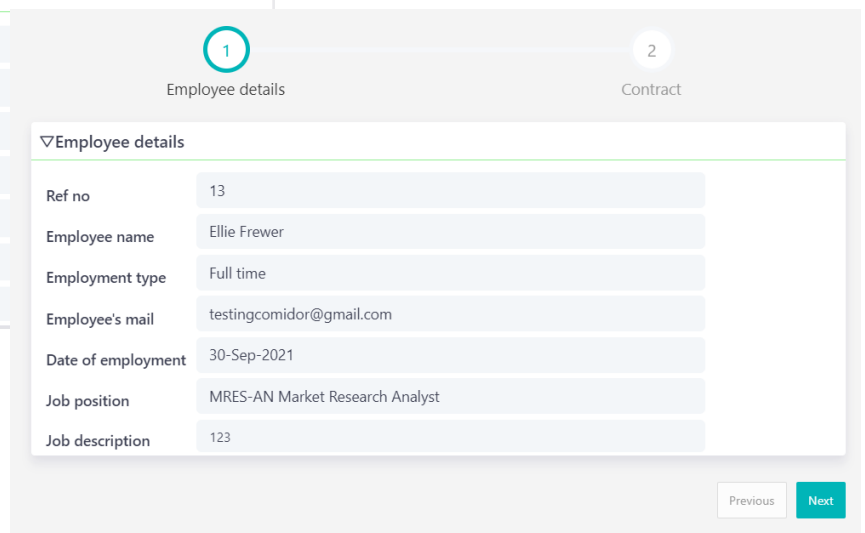 1
2
Employee details
Contract
Employee details
Ref no
13
Employee name
Ellie Frewer
Employment type
Full time
Employee's mail
testingcomidor@gmail.com
Date of employment
30-Sep-2021
Job position
MRES-AN Market Research Analyst
Job description
123
Previous
Next